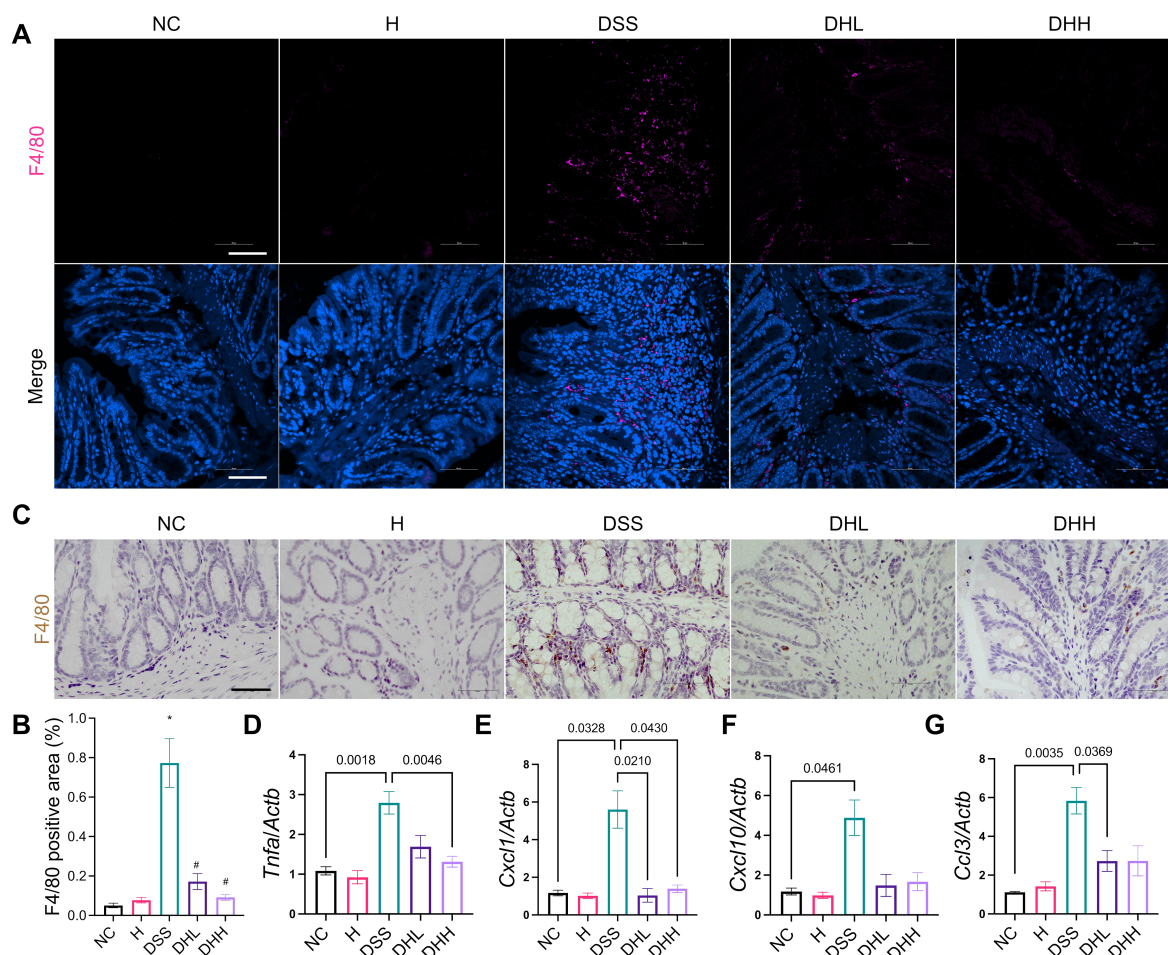 A
NC H DSS DHL DHH
F4/80
Merge
C
NC H DSS DHL DHH
F4/80
B
F4/80 positive area (%)
1.0
0.8
0.6
0.4
0.2
0.0
*
#
#
NC H DSS DHL DHH
D
Tnfa/Actb
4
3
2
1
0
0.0018 0.0046
NC H DSS DHL DHH
E
Cxcl1/Actb
8
6
4
2
0
0.0328 0.0430
0.0210
NC H DSS DHL DHH
F
Cxcl10/Actb
8
6
4
2
0
0.0461
NC H DSS DHL DHH
G
Ccl3/Actb
8
6
4
2
0
0.0035 0.0369
NC H DSS DHL DHH